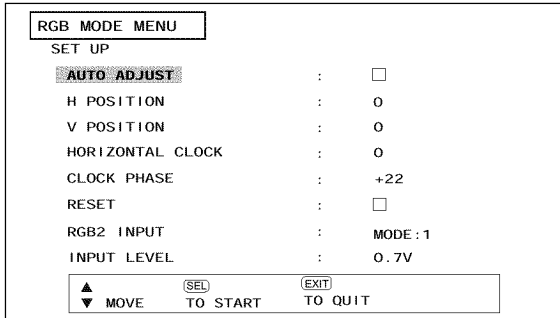 RGB MODE MENU
SET UP
AUTO ADJUST : □
H POSITION : 0
V POSITION : 0
HORIZONTAL CLOCK : 0
CLOCK PHASE : +22
RESET : □
RGB2 INPUT : MODE:1
INPUT LEVEL : 0.7V
▲ SEL EXIT
▼ MOVE TO START TO QUIT